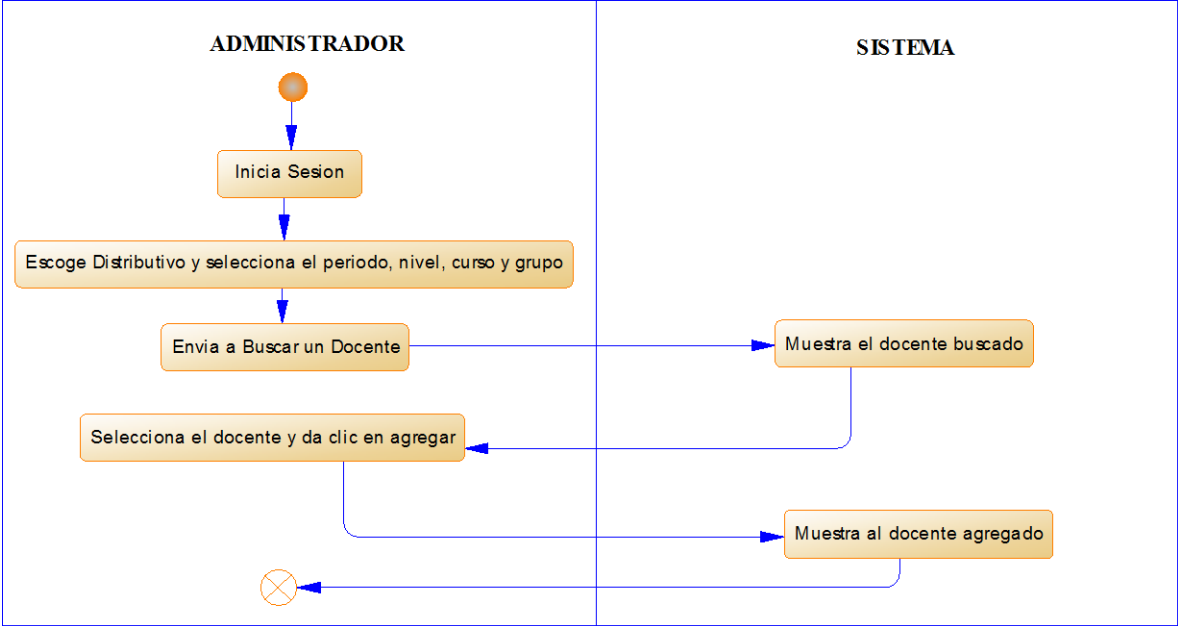 ADMINISTRADOR
SISTEMA
Inicia Sesion
Escoge Distributivo y selecciona el periodo, nivel, curso y grupo
Envia a Buscar un Docente
Muestra el docente buscado
Selecciona el docente y da clic en agregar
Muestra al docente agregado